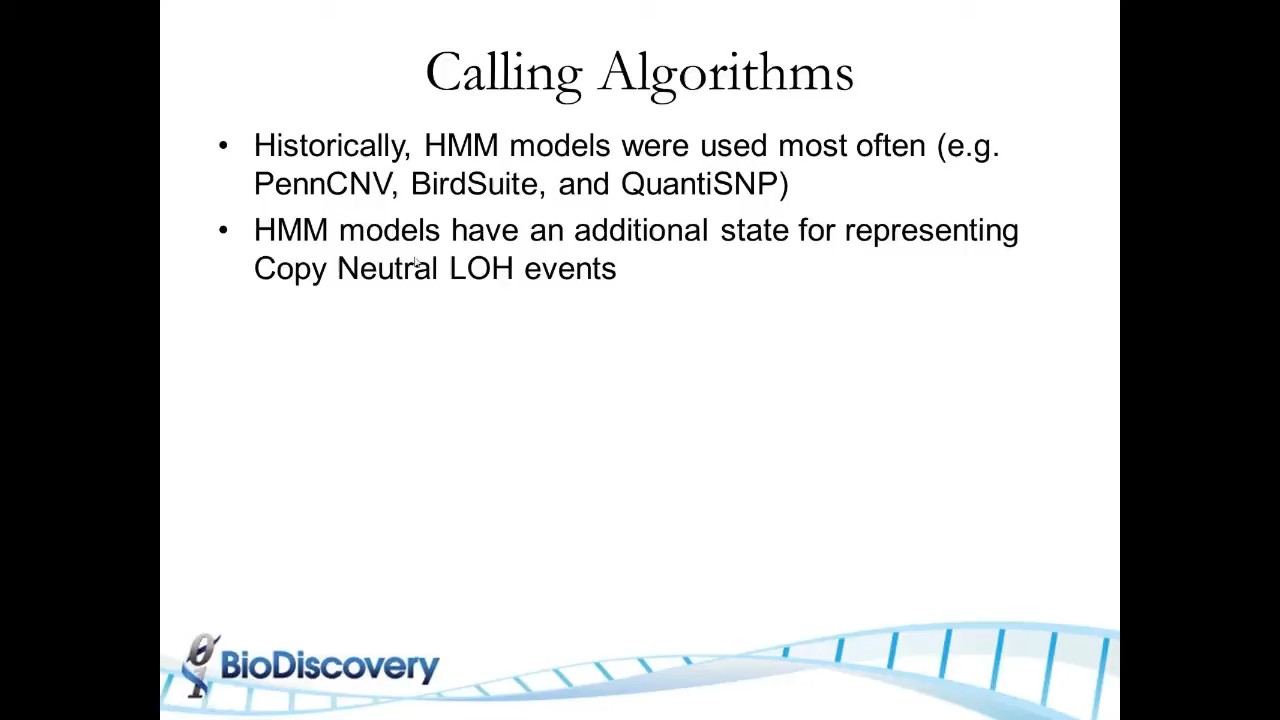 Calling Algorithms
• Historically, HMM models were used most often (e.g.
PennCNV, BirdSuite, and QuantiSNP)
• HMM models have an additional state for representing
Copy Neutral LOH events
BioDiscovery